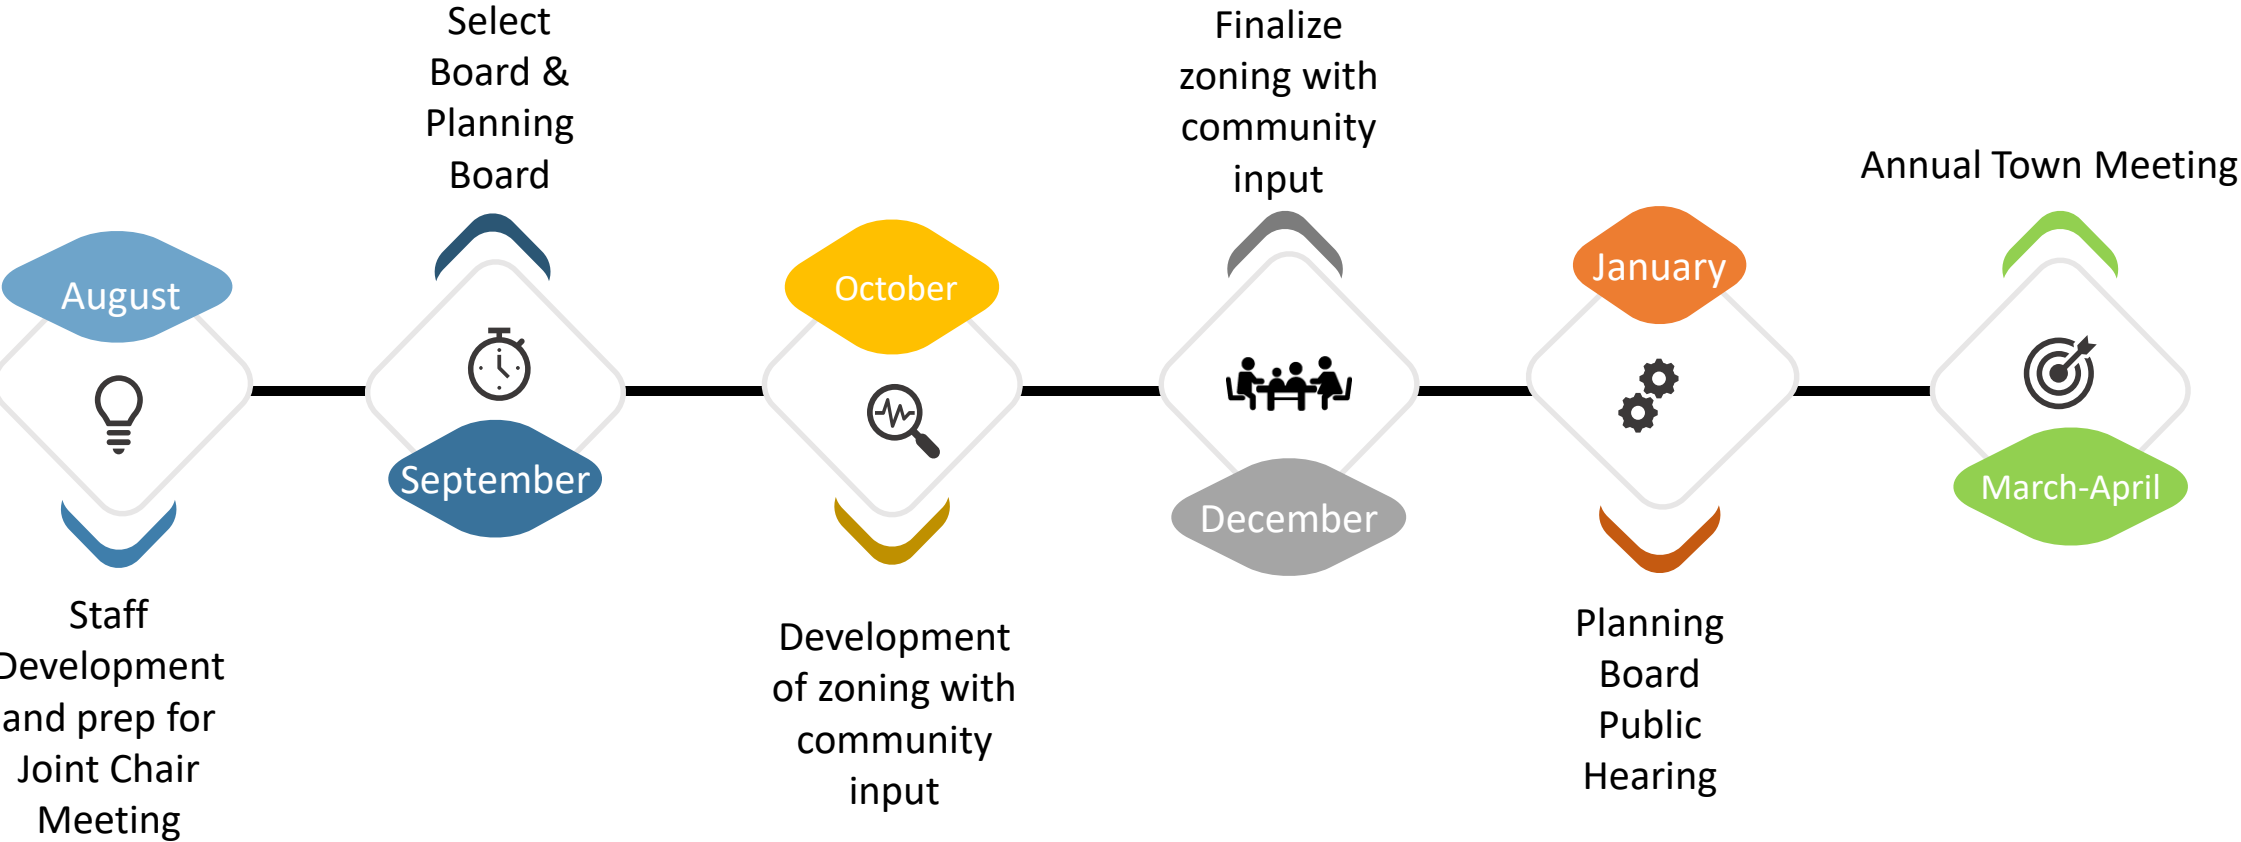 August
Staff
Development
and prep for
Joint Chair
Meeting
Select
Board &
Planning
Board
September
October
Development
of zoning with
community
input
Finalize
zoning with
community
input
December
January
Planning
Board
Public
Hearing
Annual Town Meeting
March-April